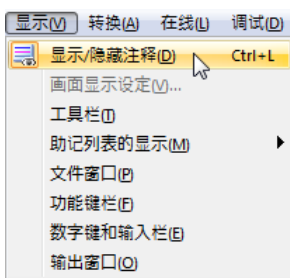 显示(V) 转换(A) 在线(L) 调试(D)
显示/隐藏注释(D) Ctrl+L
画面显示设定(V)...
工具栏(I)
助记列表的显示(M)
文件窗口(P)
功能键栏(F)
数字键和输入栏(E)
输出窗口(O)